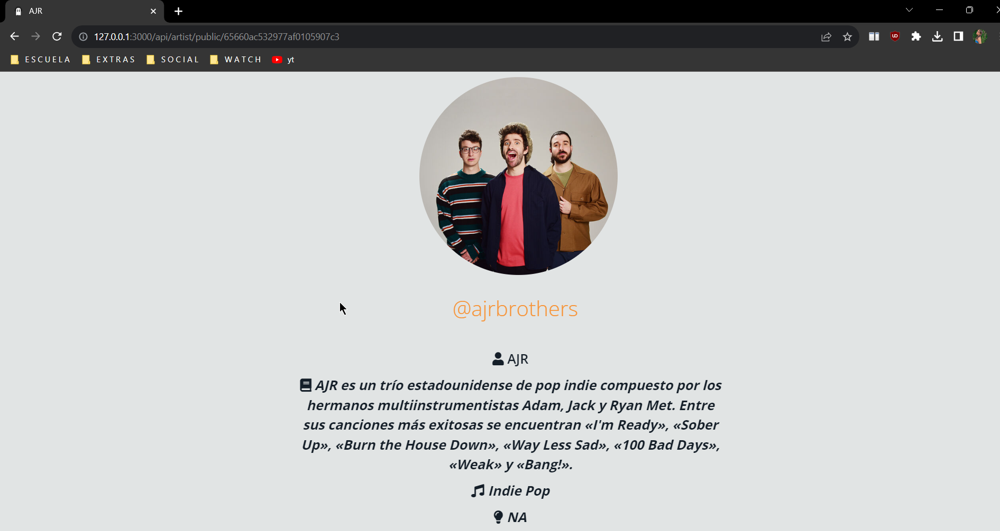 AJR
127.0.0.1:3000/api/artist/public/65660ac532977af0105907c3
ESCUELA EXTRAS SOCIAL WATCH yt
@ajrbrothers
AJR
AJR es un trío estadounidense de pop indie compuesto por los
hermanos multiinstrumentistas Adam, Jack y Ryan Met. Entre
sus canciones más exitosas se encuentran «I'm Ready», «Sober
Up», «Burn the House Down», «Way Less Sad», «100 Bad Days»,
«Weak» y «Bang!».
Indie Pop
NA